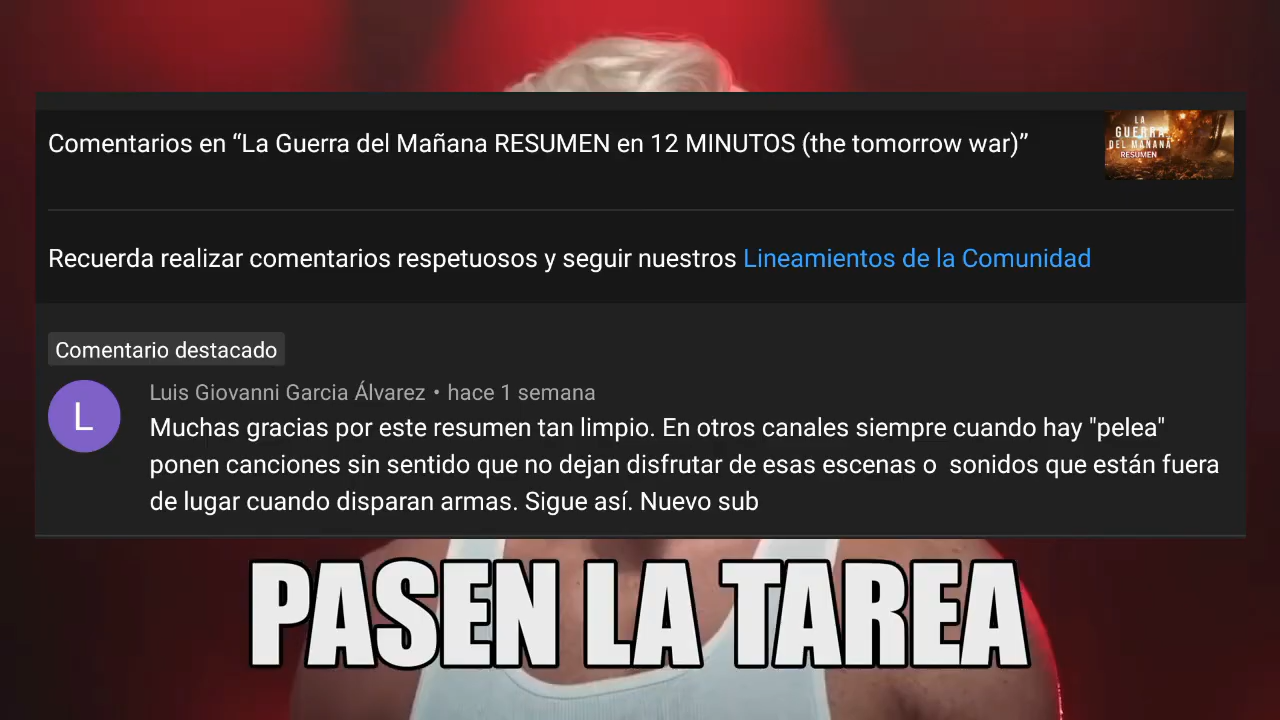 Comentarios en “La Guerra del Mañana RESUMEN en 12 MINUTOS (the tomorrow war)”
LA
GUERRA
DEL MAÑANA
RESUMEN
Recuerda realizar comentarios respetuosos y seguir nuestros Lineamientos de la Comunidad
Comentario destacado
L
Luis Giovanni Garcia Álvarez • hace 1 semana
Muchas gracias por este resumen tan limpio. En otros canales siempre cuando hay "pelea"
ponen canciones sin sentido que no dejan disfrutar de esas escenas o  sonidos que están fuera
de lugar cuando disparan armas. Sigue así. Nuevo sub
PASEN LA TAREA